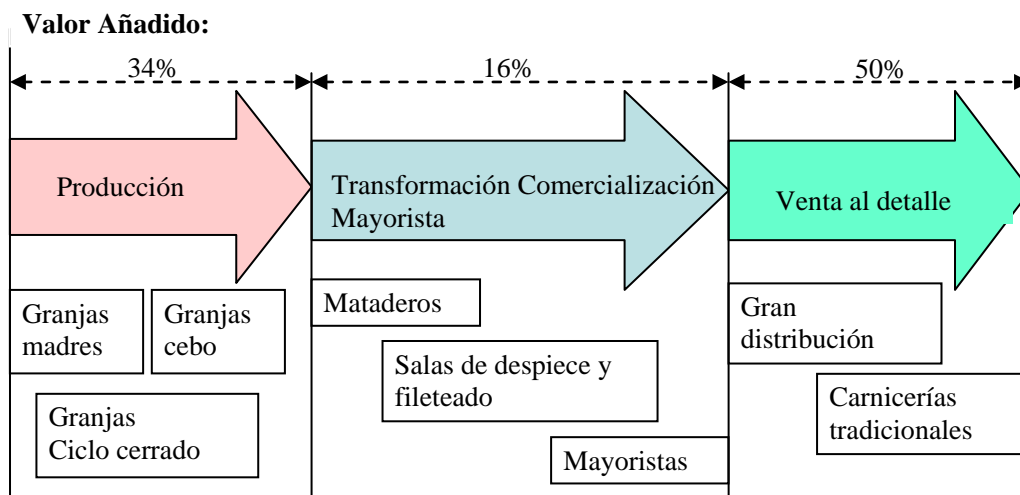 Valor Añadido:
34%
16%
50%
Producción
Transformación Comercialización
Mayorista
Venta al detalle
Granjas
madres
Granjas
cebo
Granjas
Ciclo cerrado
Mataderos
Salas de despiece y
fileteado
Mayoristas
Gran
distribución
Carnicerías
tradicionales